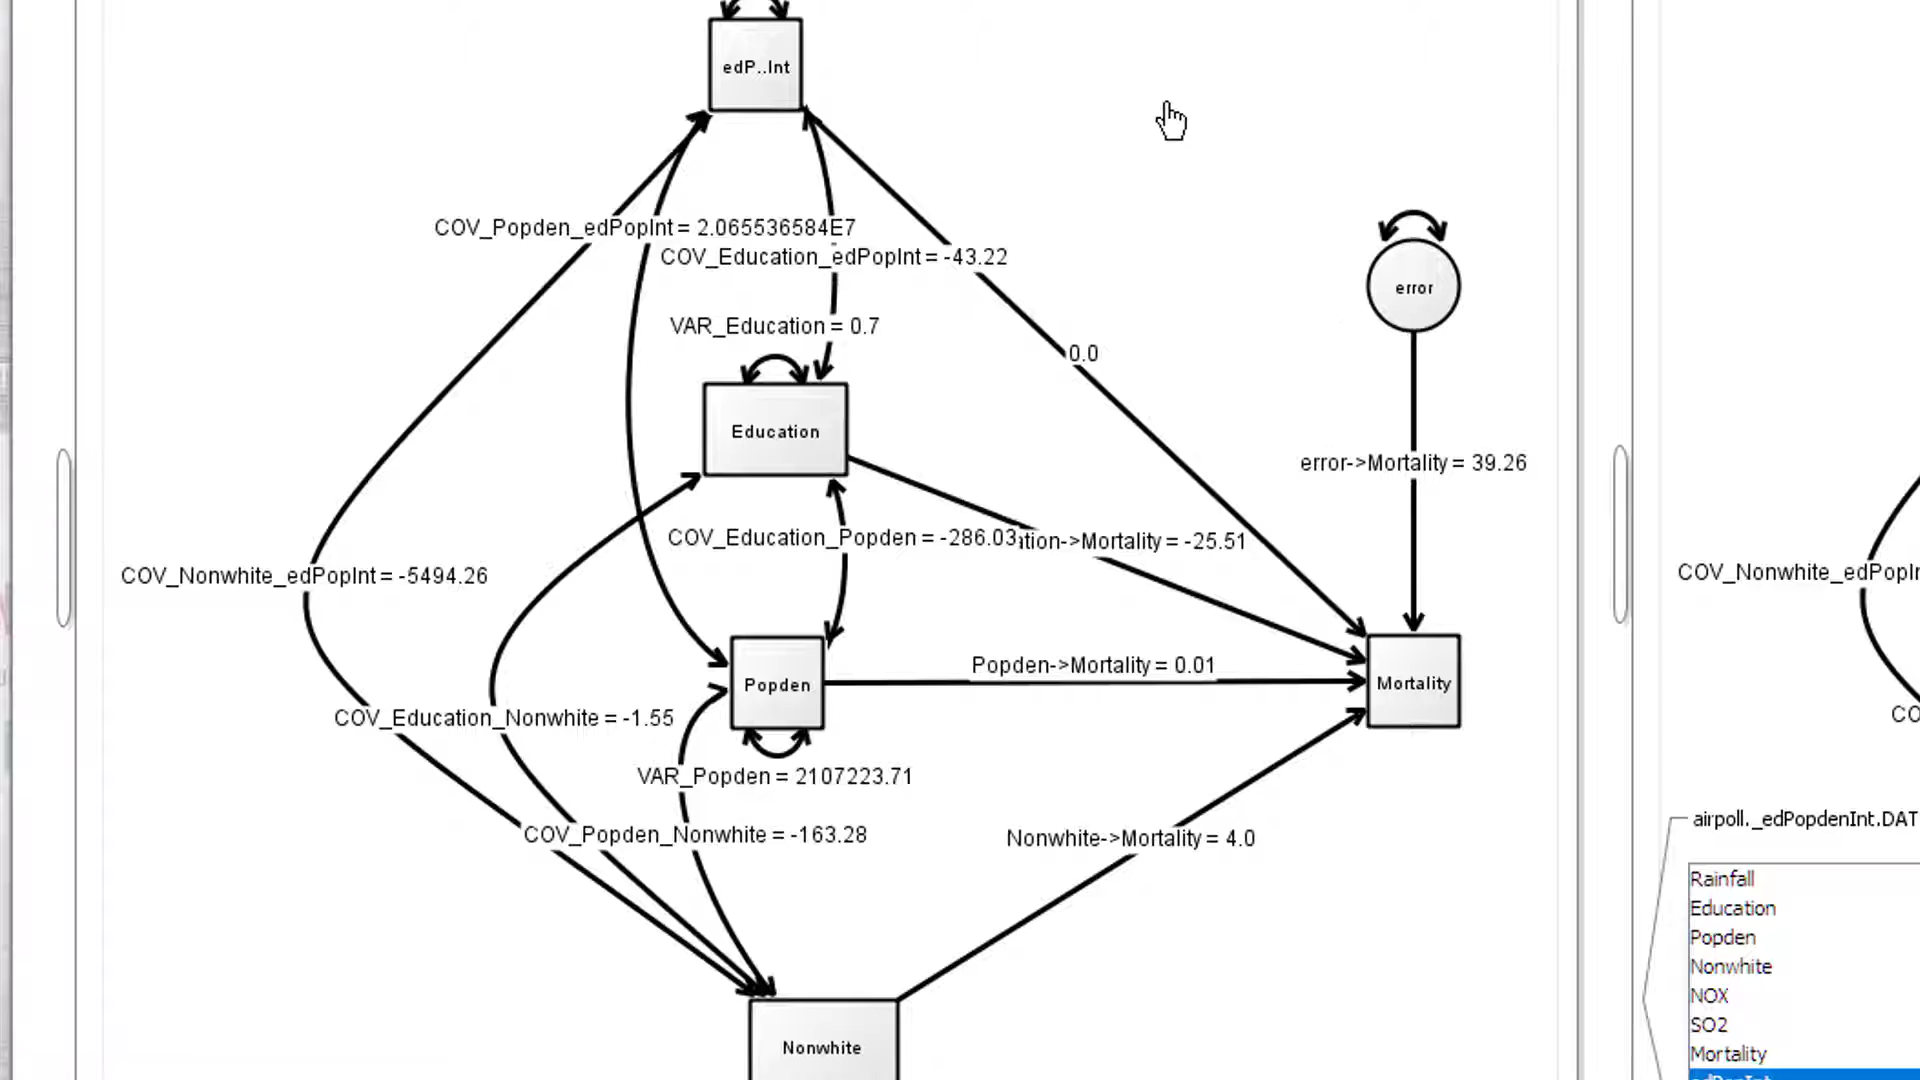 edP..Int
COV_Popden_edPopInt = 2.065536584E7
COV_Education_edPopInt = -43.22
VAR_Education = 0.7
error
0.0
Education
error->Mortality = 39.26
COV_Education_Popden = -286.03
tion->Mortality = -25.51
COV_Nonwhite_edPopInt = -5494.26
COV_Nonwhite_edPopIn
Popden->Mortality = 0.01
Popden
Mortality
COV_Education_Nonwhite = -1.55
CO
VAR_Popden = 2107223.71
COV_Popden_Nonwhite = -163.28
Nonwhite->Mortality = 4.0
airpoll._edPopdenInt.DAT
Rainfall
Education
Popden
Nonwhite
NOX
SO2
Mortality
Nonwhite